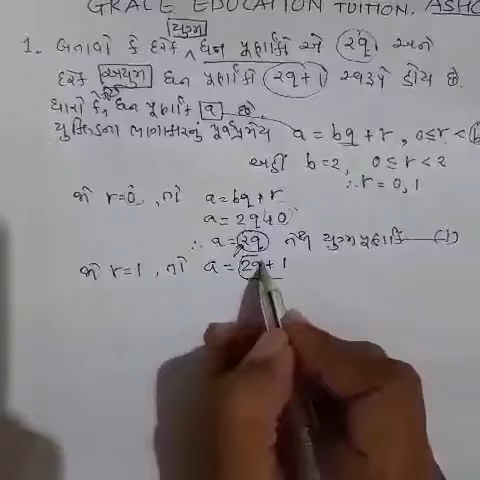 GRACE EDUCATION TUITION. ASHO
યુગ્મ
1. બતાવો કે દરેક ^ ધન પૂર્ણાંક એ 2q અને
દરેક અયુગ્મ ધન પૂર્ણાંક 2q+1 સ્વરૂપે હોય છે.
ધારો કે, ધન પૂર્ણાંક a છે.
યુક્લિડના ભાગાકારનું પૂર્વપ્રમેય a = bq + r, 0≤r<b
અહીં b=2, 0 ≤ r < 2
∴ r = 0, 1
જો r=0, તો a = bq + r
a = 2q+0
∴ a = 2q તેથી યુગ્મ પૂર્ણાંક —(1)
જો r=1, તો a = 2q+1